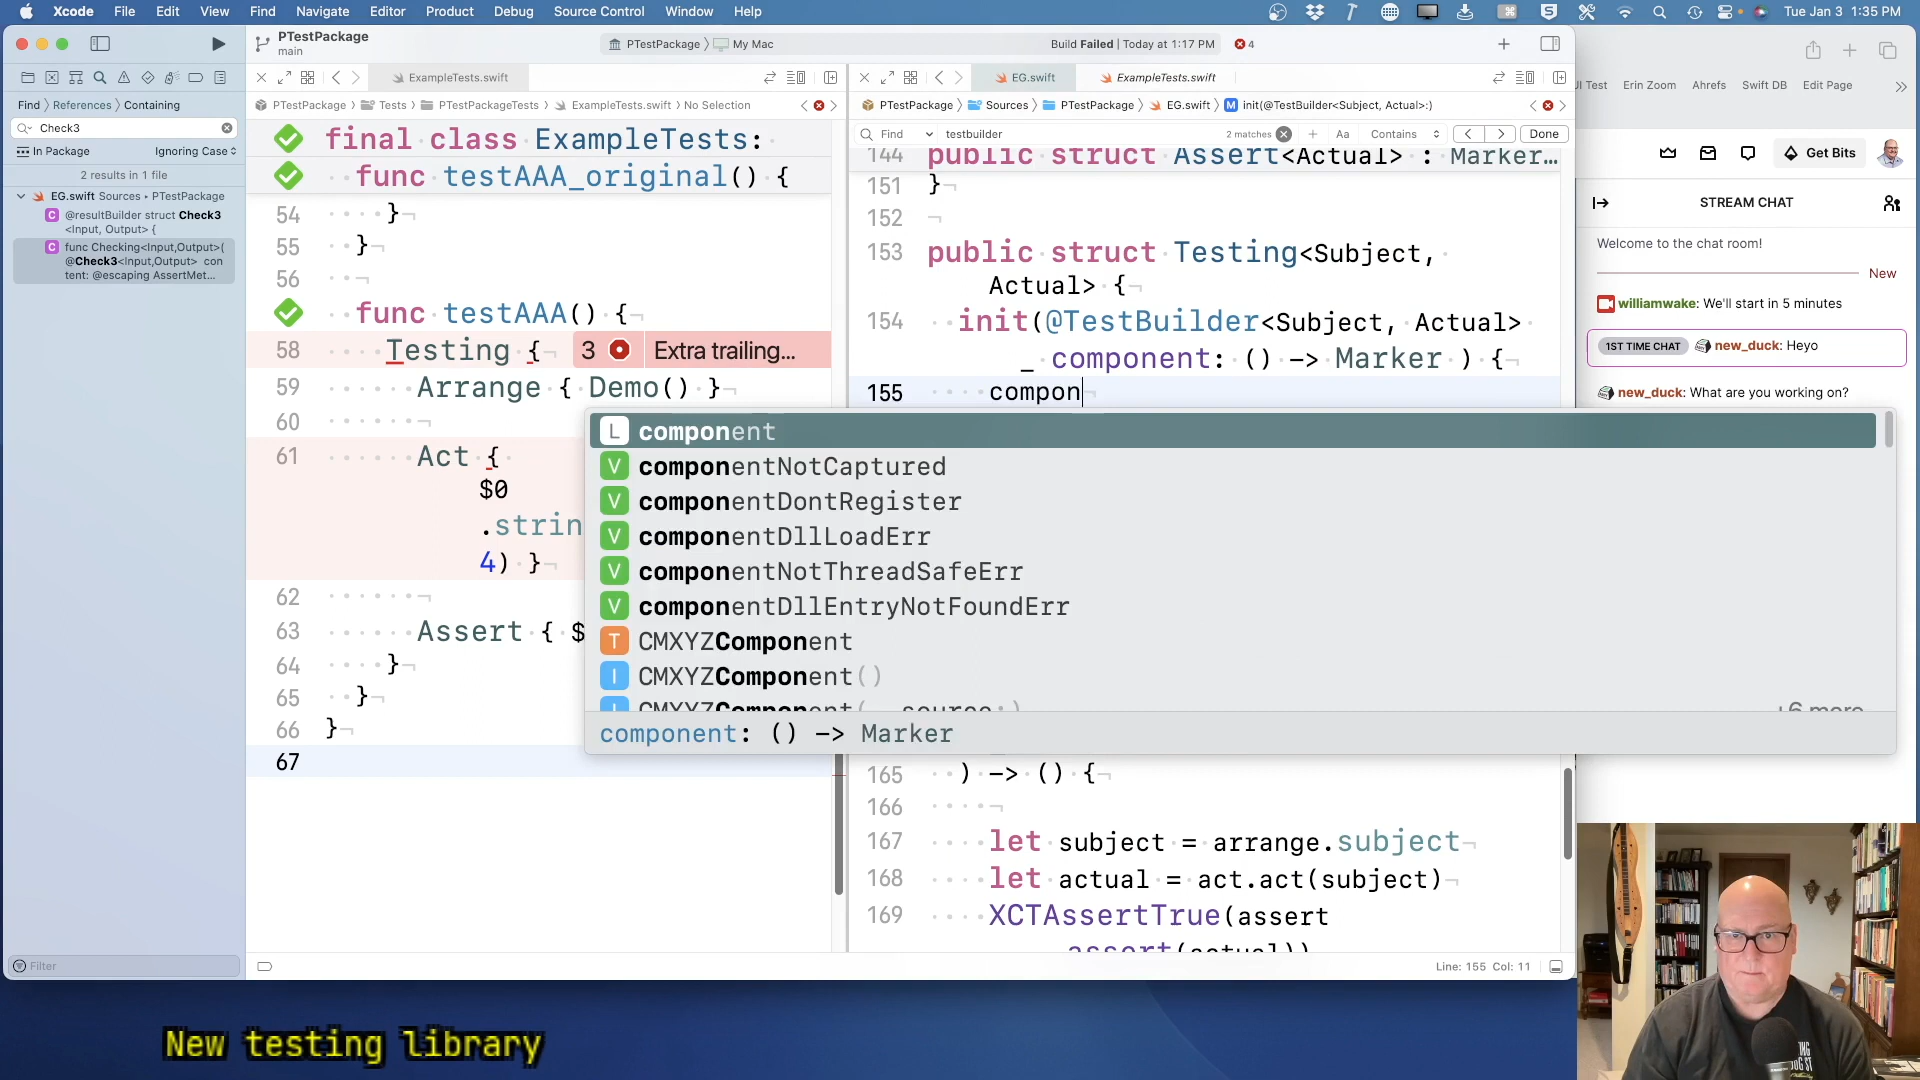 Xcode File Edit View Find Navigate Editor Product Debug Source Control Window Help
Tue Jan 3 1:35 PM
PTestPackage
main
PTestPackage My Mac
Build Failed | Today at 1:17 PM 4
ExampleTests.swift
EG.swift ExampleTests.swift
UI Test Erin Zoom Ahrefs Swift DB Edit Page
Find References Containing
Check3
In Package Ignoring Case
2 results in 1 file
EG.swift Sources • PTestPackage
@resultBuilder struct Check3
<Input, Output> {
func Checking<Input,Output>(
@Check3<Input,Output> con
tent: @escaping AssertMet...
Filter
PTestPackage Tests PTestPackageTests ExampleTests.swift No Selection
final class ExampleTests:
func testAAA_original() {
54 }
55 }
56
func testAAA() {
58 Testing { 3 Extra trailing...
59 Arrange { Demo() }
60
61 Act {
$0
.strin
4) }
62
63 Assert { $
64 }
65 }
66 }
67
PTestPackage Sources PTestPackage EG.swift M init(@TestBuilder<Subject, Actual>:)
Find testbuilder 2 matches Aa Contains Done
144 public struct Assert<Actual> : Marker…
151 }
152
153 public struct Testing<Subject,
Actual> {
154 init(@TestBuilder<Subject, Actual>
_ component: () -> Marker ) {
155 compon
L component
V componentNotCaptured
V componentDontRegister
V componentDllLoadErr
V componentNotThreadSafeErr
V componentDllEntryNotFoundErr
T CMXYZComponent
I CMXYZComponent()
I CMXYZComponent(_ source:)
+6 more
component: () -> Marker
165 ) -> () {
166
167 let subject = arrange.subject
168 let actual = act.act(subject)
169 XCTAssertTrue(assert
.assert(actual))
Line: 155 Col: 11
Get Bits
STREAM CHAT
Welcome to the chat room!
New
williamwake: We'll start in 5 minutes
1ST TIME CHAT new_duck: Heyo
new_duck: What are you working on?
New testing library